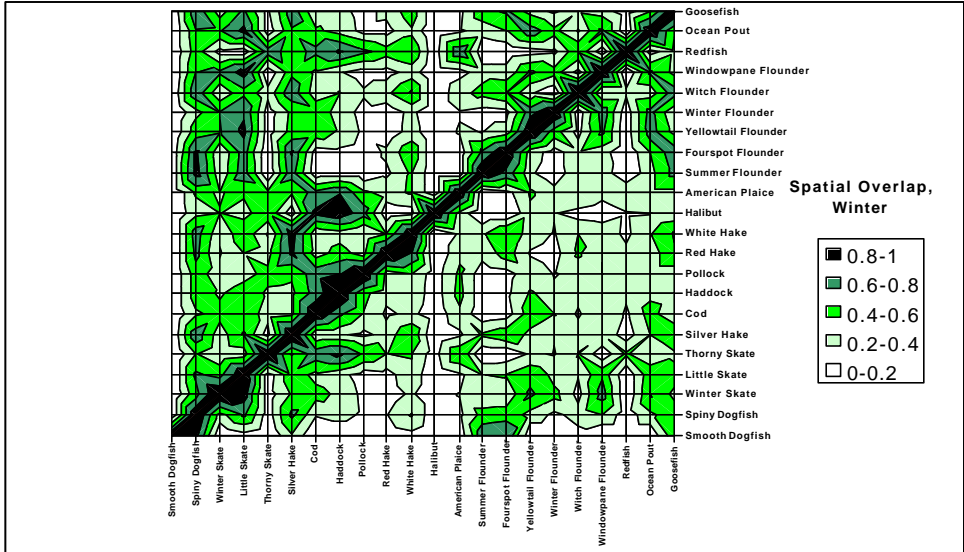 Goosefish
Ocean Pout
Redfish
Windowpane Flounder
Witch Flounder
Winter Flounder
Yellowtail Flounder
Fourspot Flounder
Summer Flounder
American Plaice
Halibut
White Hake
Red Hake
Pollock
Haddock
Cod
Silver Hake
Thorny Skate
Little Skate
Winter Skate
Spiny Dogfish
Smooth Dogfish
Spatial Overlap,
Winter
0.8-1
0.6-0.8
0.4-0.6
0.2-0.4
0-0.2
Smooth Dogfish
Spiny Dogfish
Winter Skate
Little Skate
Thorny Skate
Silver Hake
Cod
Haddock
Pollock
Red Hake
White Hake
Halibut
American Plaice
Summer Flounder
Fourspot Flounder
Yellowtail Flounder
Winter Flounder
Witch Flounder
Windowpane Flounder
Redfish
Ocean Pout
Goosefish